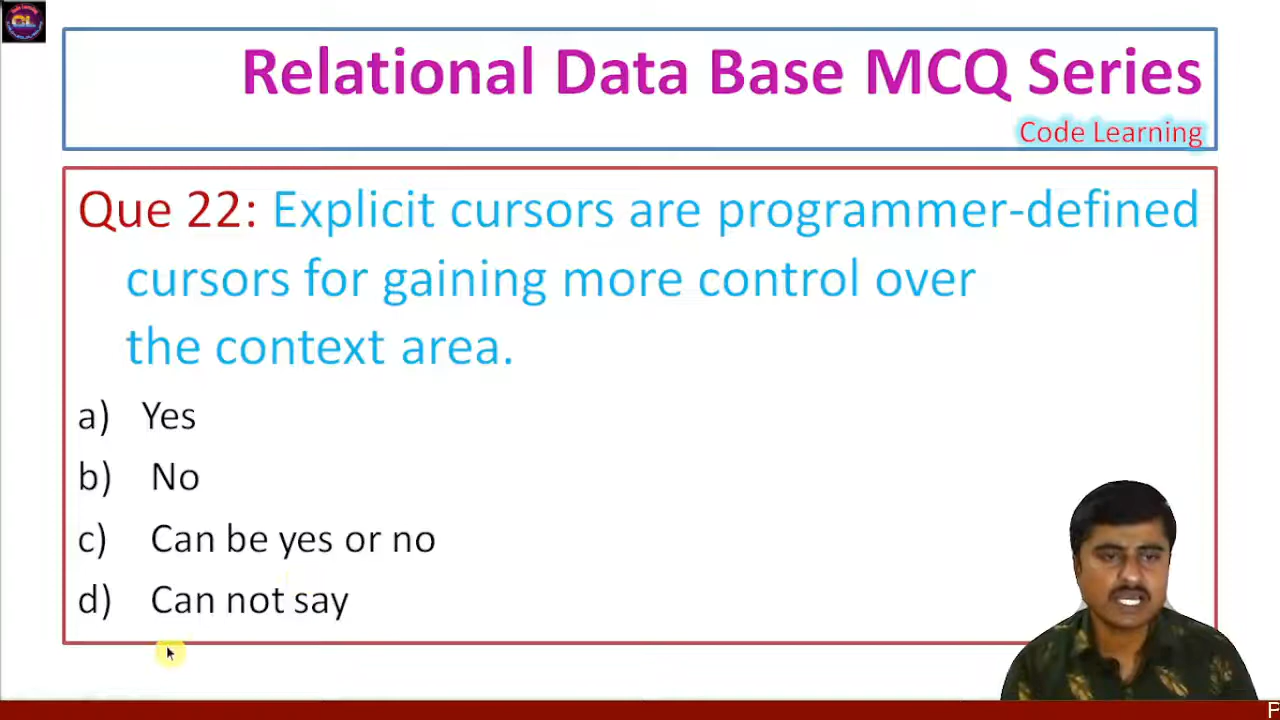 Relational Data Base MCQ Series
Code Learning
Que 22: Explicit cursors are programmer-defined
cursors for gaining more control over
the context area.
a) Yes
b) No
c) Can be yes or no
d) Can not say